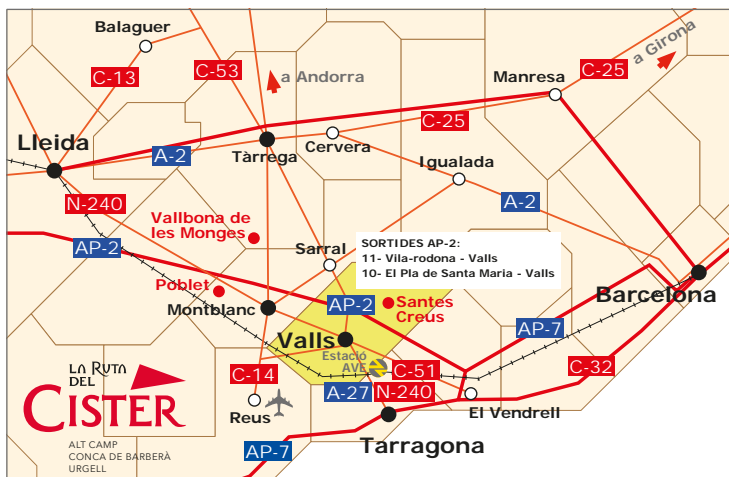 Balaguer
C-13
C-53
a Andorra
a Girona
C-25
Manresa
C-25
Lleida
A-2
Tàrrega
Cervera
Igualada
A-2
N-240
Vallbona de
les Monges
AP-2
Sarral
SORTIDES AP-2:
11- Vila-rodona - Valls
10- El Pla de Santa Maria - Valls
Barcelona
Poblet
Montblanc
AP-2
Santes
Creus
AP-7
Valls
Estació
AVE
C-51
C-32
C-14
A-27
N-240
Reus
El Vendrell
Tarragona
AP-7
LA RUTA
DEL
CISTER
ALT CAMP
CONCA DE BARBERÀ
URGELL